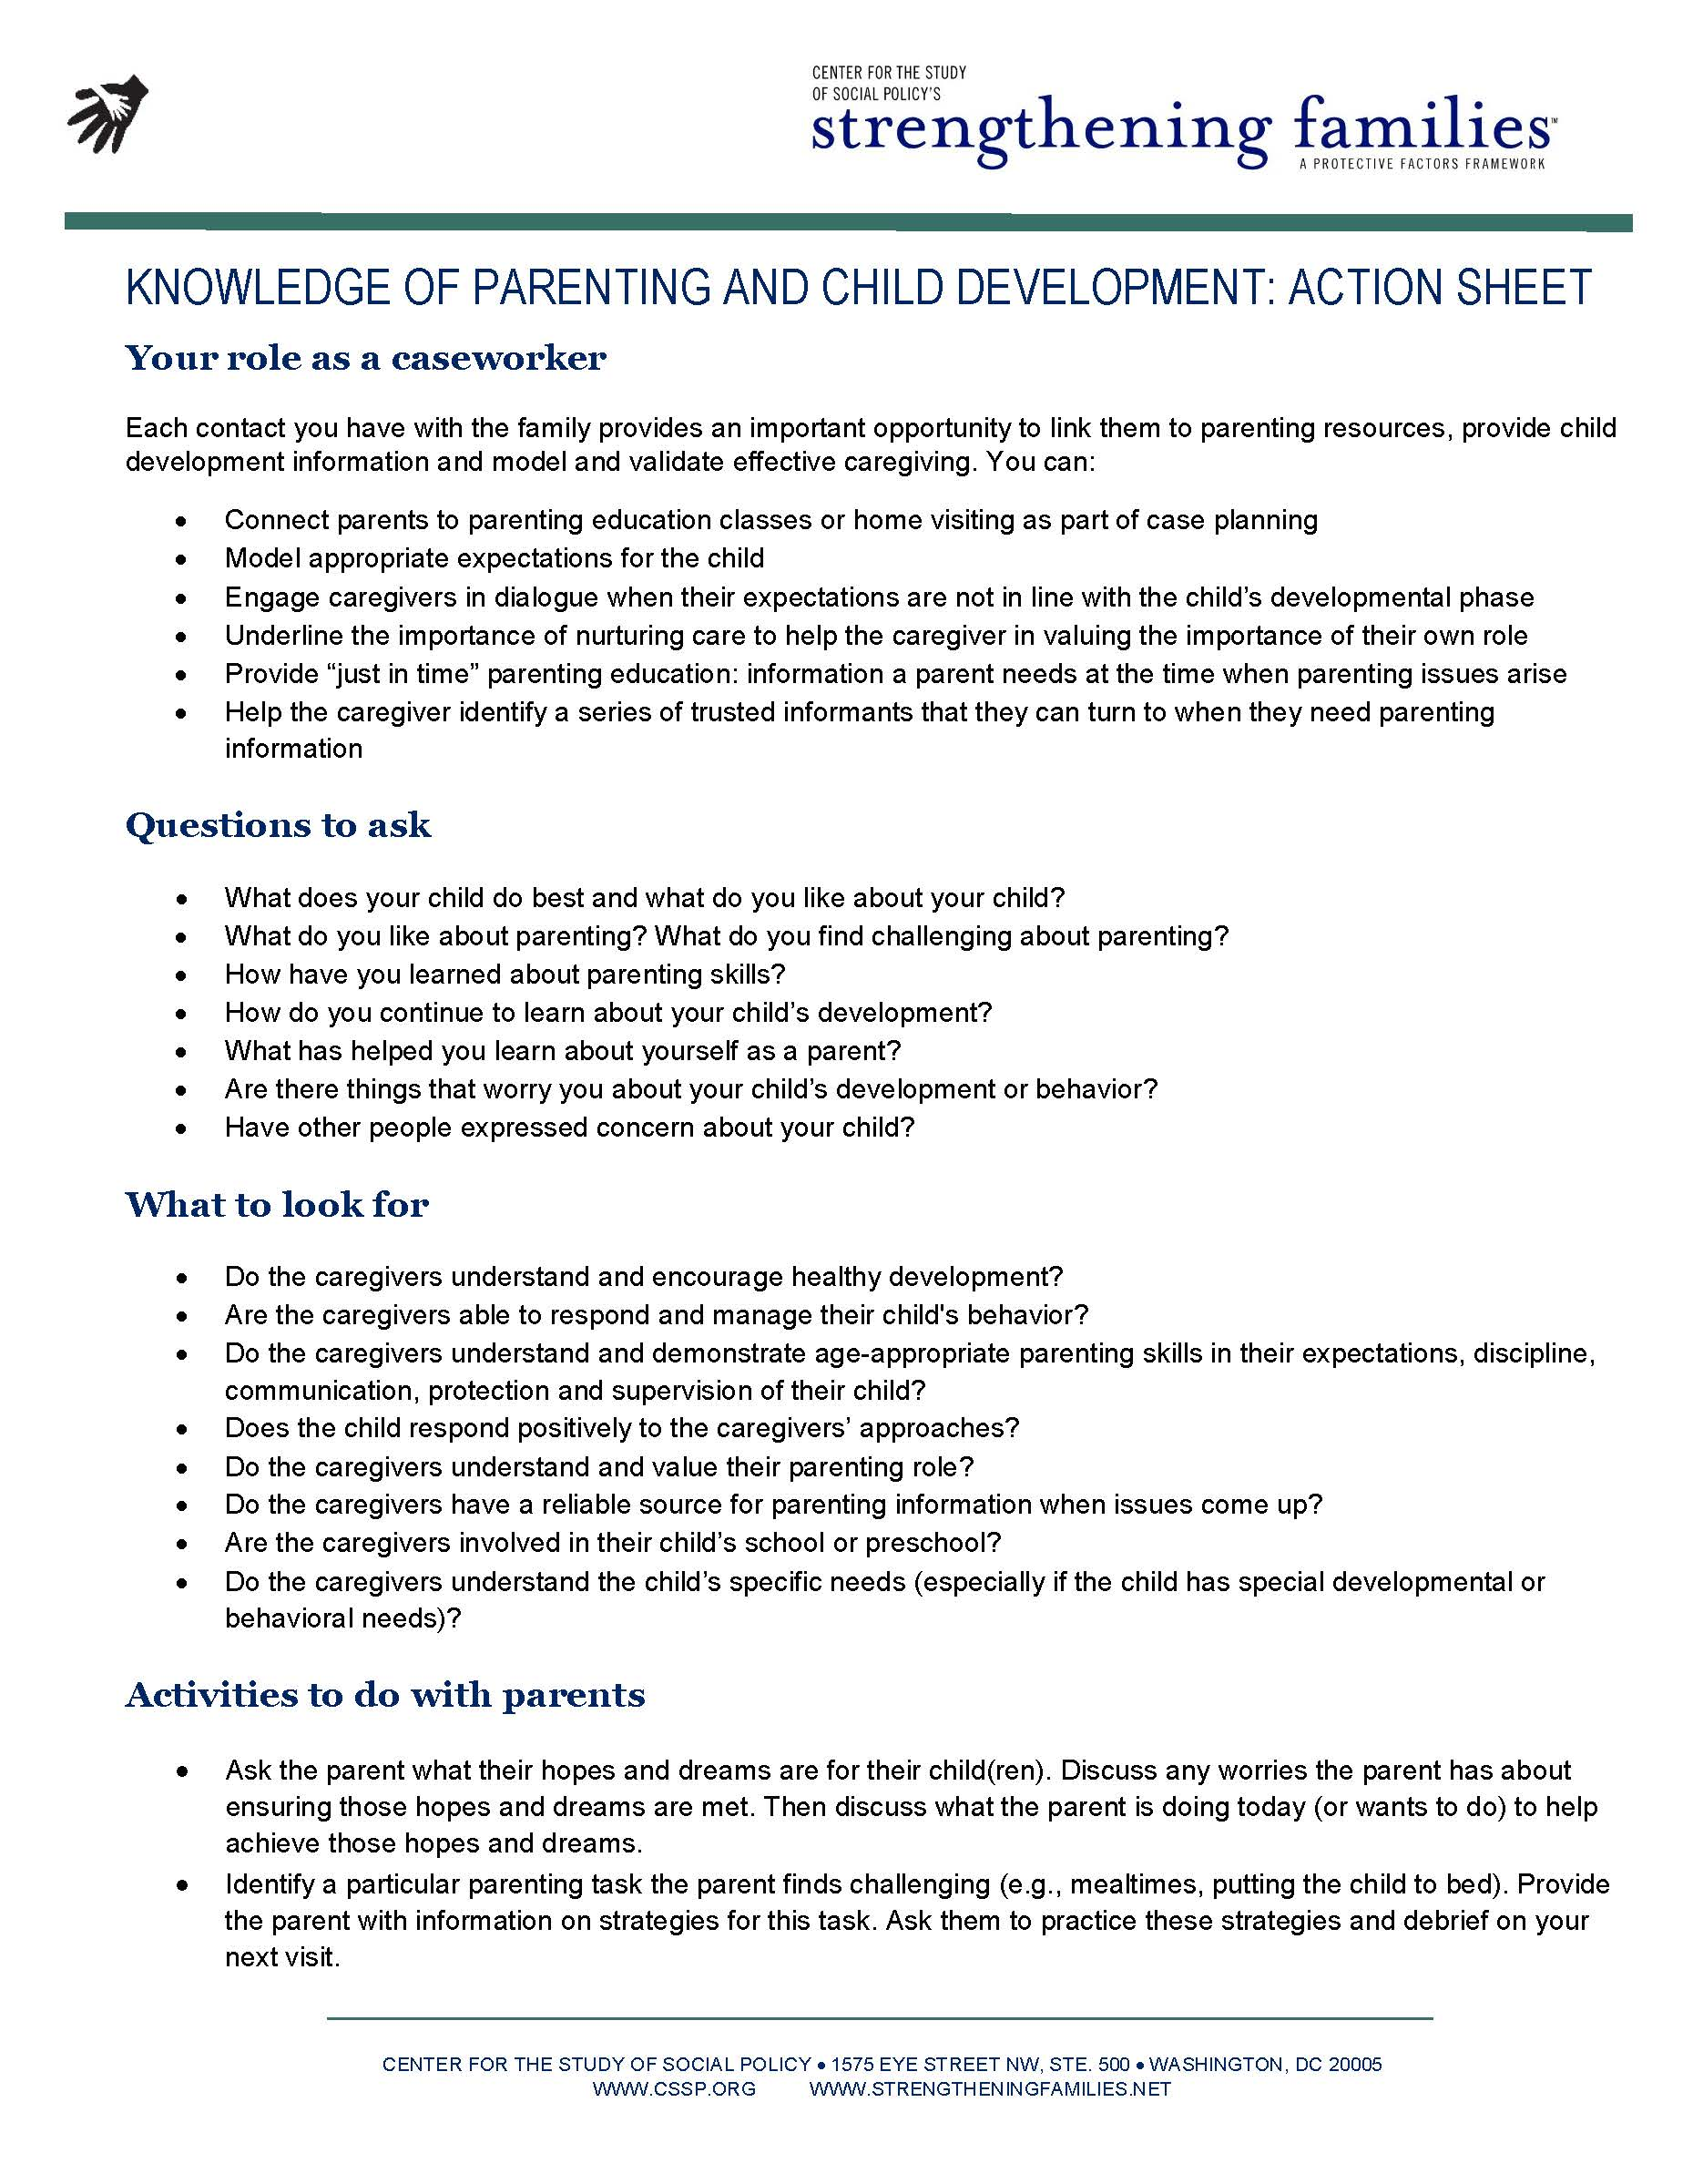 CENTER FOR THE STUDY
OF SOCIAL POLICY'S
strengthening families™
A PROTECTIVE FACTORS FRAMEWORK
KNOWLEDGE OF PARENTING AND CHILD DEVELOPMENT: ACTION SHEET
Your role as a caseworker
Each contact you have with the family provides an important opportunity to link them to parenting resources, provide child
development information and model and validate effective caregiving. You can:
• Connect parents to parenting education classes or home visiting as part of case planning
• Model appropriate expectations for the child
• Engage caregivers in dialogue when their expectations are not in line with the child’s developmental phase
• Underline the importance of nurturing care to help the caregiver in valuing the importance of their own role
• Provide “just in time” parenting education: information a parent needs at the time when parenting issues arise
• Help the caregiver identify a series of trusted informants that they can turn to when they need parenting
information
Questions to ask
• What does your child do best and what do you like about your child?
• What do you like about parenting? What do you find challenging about parenting?
• How have you learned about parenting skills?
• How do you continue to learn about your child’s development?
• What has helped you learn about yourself as a parent?
• Are there things that worry you about your child’s development or behavior?
• Have other people expressed concern about your child?
What to look for
• Do the caregivers understand and encourage healthy development?
• Are the caregivers able to respond and manage their child's behavior?
• Do the caregivers understand and demonstrate age-appropriate parenting skills in their expectations, discipline,
communication, protection and supervision of their child?
• Does the child respond positively to the caregivers’ approaches?
• Do the caregivers understand and value their parenting role?
• Do the caregivers have a reliable source for parenting information when issues come up?
• Are the caregivers involved in their child’s school or preschool?
• Do the caregivers understand the child’s specific needs (especially if the child has special developmental or
behavioral needs)?
Activities to do with parents
• Ask the parent what their hopes and dreams are for their child(ren). Discuss any worries the parent has about
ensuring those hopes and dreams are met. Then discuss what the parent is doing today (or wants to do) to help
achieve those hopes and dreams.
• Identify a particular parenting task the parent finds challenging (e.g., mealtimes, putting the child to bed). Provide
the parent with information on strategies for this task. Ask them to practice these strategies and debrief on your
next visit.
CENTER FOR THE STUDY OF SOCIAL POLICY • 1575 EYE STREET NW, STE. 500 • WASHINGTON, DC 20005
WWW.CSSP.ORG WWW.STRENGTHENINGFAMILIES.NET